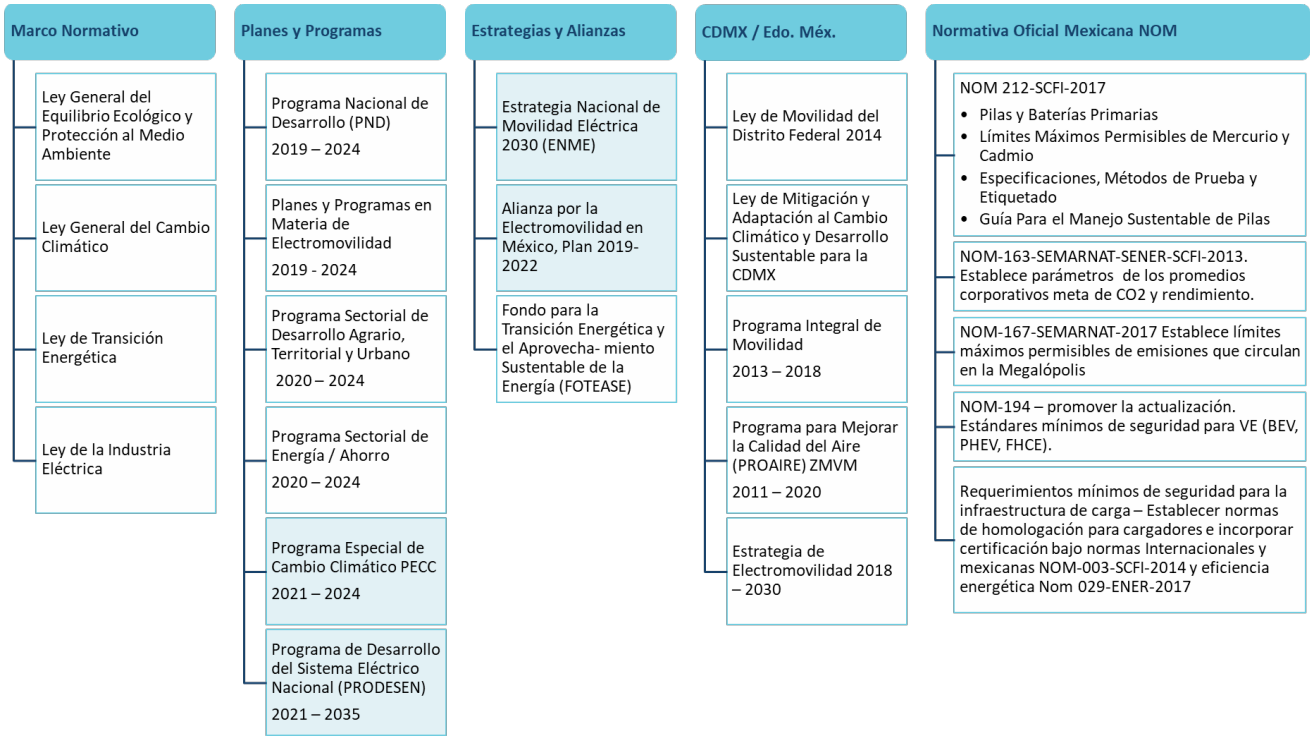 Marco Normativo
Ley General del
Equilibrio Ecológico y
Protección al Medio
Ambiente
Ley General del Cambio
Climático
Ley de Transición
Energética
Ley de la Industria
Eléctrica
Planes y Programas
Programa Nacional de
Desarrollo (PND)
2019 – 2024
Planes y Programas en
Materia de
Electromovilidad
2019 - 2024
Programa Sectorial de
Desarrollo Agrario,
Territorial y Urbano
2020 – 2024
Programa Sectorial de
Energía / Ahorro
2020 – 2024
Programa Especial de
Cambio Climático PECC
2021 – 2024
Programa de Desarrollo
del Sistema Eléctrico
Nacional (PRODESEN)
2021 – 2035
Estrategias y Alianzas
Estrategia Nacional de
Movilidad Eléctrica
2030 (ENME)
Alianza por la
Electromovilidad en
México, Plan 2019-
2022
Fondo para la
Transición Energética y
el Aprovecha- miento
Sustentable de la
Energía (FOTEASE)
CDMX / Edo. Méx.
Ley de Movilidad del
Distrito Federal 2014
Ley de Mitigación y
Adaptación al Cambio
Climático y Desarrollo
Sustentable para la
CDMX
Programa Integral de
Movilidad
2013 – 2018
Programa para Mejorar
la Calidad del Aire
(PROAIRE) ZMVM
2011 – 2020
Estrategia de
Electromovilidad 2018
– 2030
Normativa Oficial Mexicana NOM
NOM 212-SCFI-2017
• Pilas y Baterías Primarias
• Límites Máximos Permisibles de Mercurio y
Cadmio
• Especificaciones, Métodos de Prueba y
Etiquetado
• Guía Para el Manejo Sustentable de Pilas
NOM-163-SEMARNAT-SENER-SCFI-2013.
Establece parámetros de los promedios
corporativos meta de CO2 y rendimiento.
NOM-167-SEMARNAT-2017 Establece límites
máximos permisibles de emisiones que circulan
en la Megalópolis
NOM-194 – promover la actualización.
Estándares mínimos de seguridad para VE (BEV,
PHEV, FHCE).
Requerimientos mínimos de seguridad para la
infraestructura de carga – Establecer normas
de homologación para cargadores e incorporar
certificación bajo normas Internacionales y
mexicanas NOM-003-SCFI-2014 y eficiencia
energética Nom 029-ENER-2017